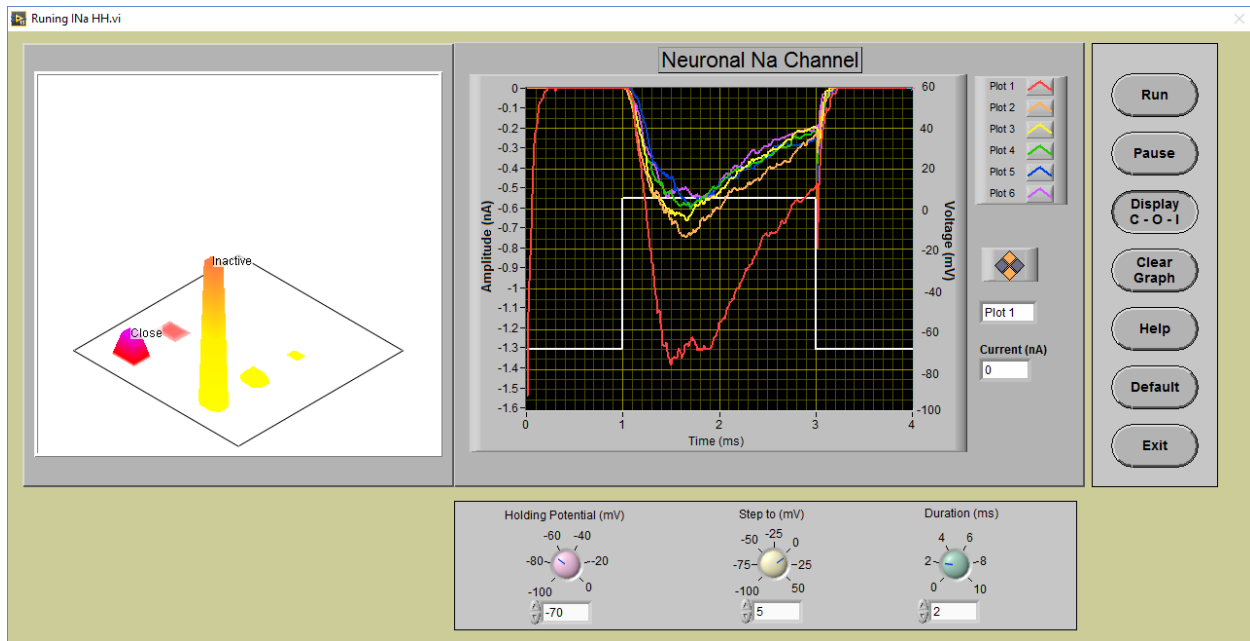 Runing INa HH.vi
Inactive
Close
Neuronal Na Channel
0
-0.1
-0.2
-0.3
-0.4
-0.5
-0.6
-0.7
-0.8
-0.9
-1
-1.1
-1.2
-1.3
-1.4
-1.5
-1.6
Amplitude (nA)
0 1 2 3 4
Time (ms)
60
40
20
0
-20
-40
-60
-80
-100
Voltage (mV)
Plot 1
Plot 2
Plot 3
Plot 4
Plot 5
Plot 6
Plot 1
Current (nA)
0
Run
Pause
Display
C - O - I
Clear
Graph
Help
Default
Exit
Holding Potential (mV)
-60 -40
-80 -20
-100 0
-70
Step to (mV)
-25
-50 0
-75 25
-100 50
5
Duration (ms)
4 6
2 8
0 10
2